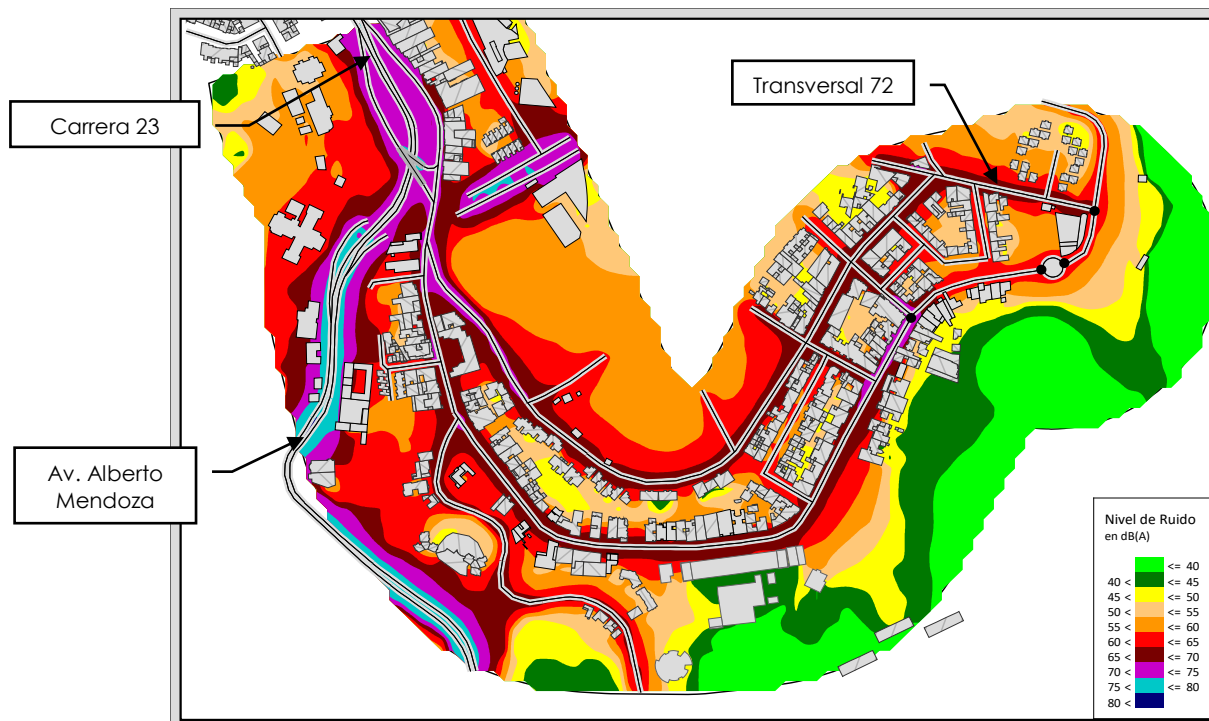 Carrera 23
Transversal 72
Av. Alberto
Mendoza
Nivel de Ruido
en dB(A)
<= 40
40 < <= 45
45 < <= 50
50 < <= 55
55 < <= 60
60 < <= 65
65 < <= 70
70 < <= 75
75 < <= 80
80 <